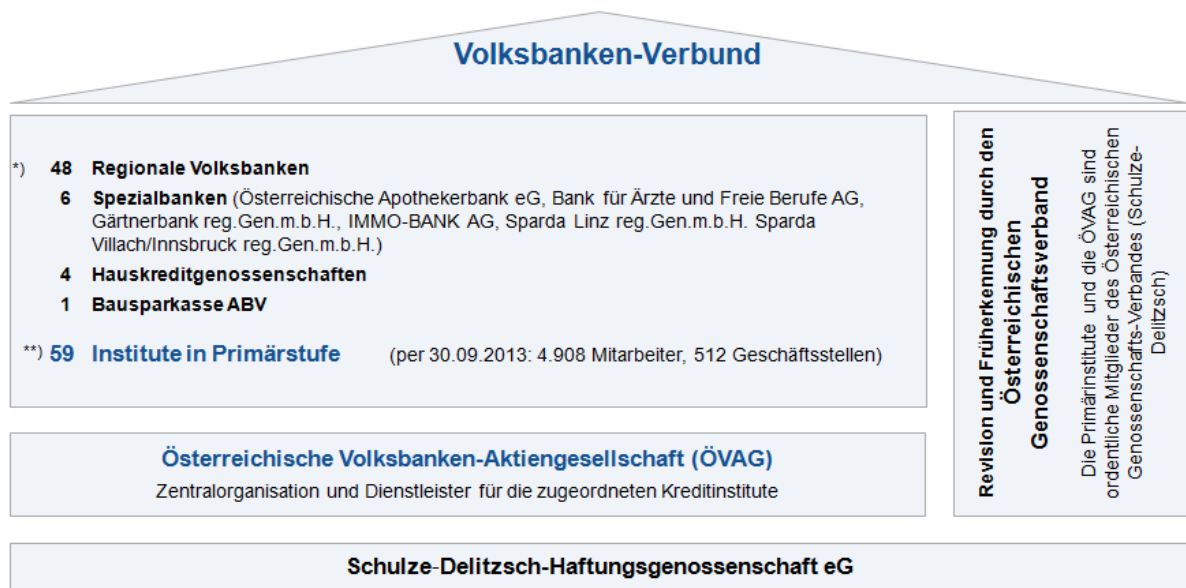 Volksbanken-Verbund
*) 48 Regionale Volksbanken
6 Spezialbanken (Österreichische Apothekerbank eG, Bank für Ärzte und Freie Berufe AG,
Gärtnerbank reg.Gen.m.b.H., IMMO-BANK AG, Sparda Linz reg.Gen.m.b.H. Sparda
Villach/Innsbruck reg.Gen.m.b.H.)
4 Hauskreditgenossenschaften
1 Bausparkasse ABV
**) 59 Institute in Primärstufe (per 30.09.2013: 4.908 Mitarbeiter, 512 Geschäftsstellen)
Österreichische Volksbanken-Aktiengesellschaft (ÖVAG)
Zentralorganisation und Dienstleister für die zugeordneten Kreditinstitute
Revision und Früherkennung durch den
Österreichischen
Genossenschaftsverband
Die Primärinstitute und die ÖVAG sind
ordentliche Mitglieder des Österreichischen
Genossenschafts-Verbandes (Schulze-
Delitzsch)
Schulze-Delitzsch-Haftungsgenossenschaft eG